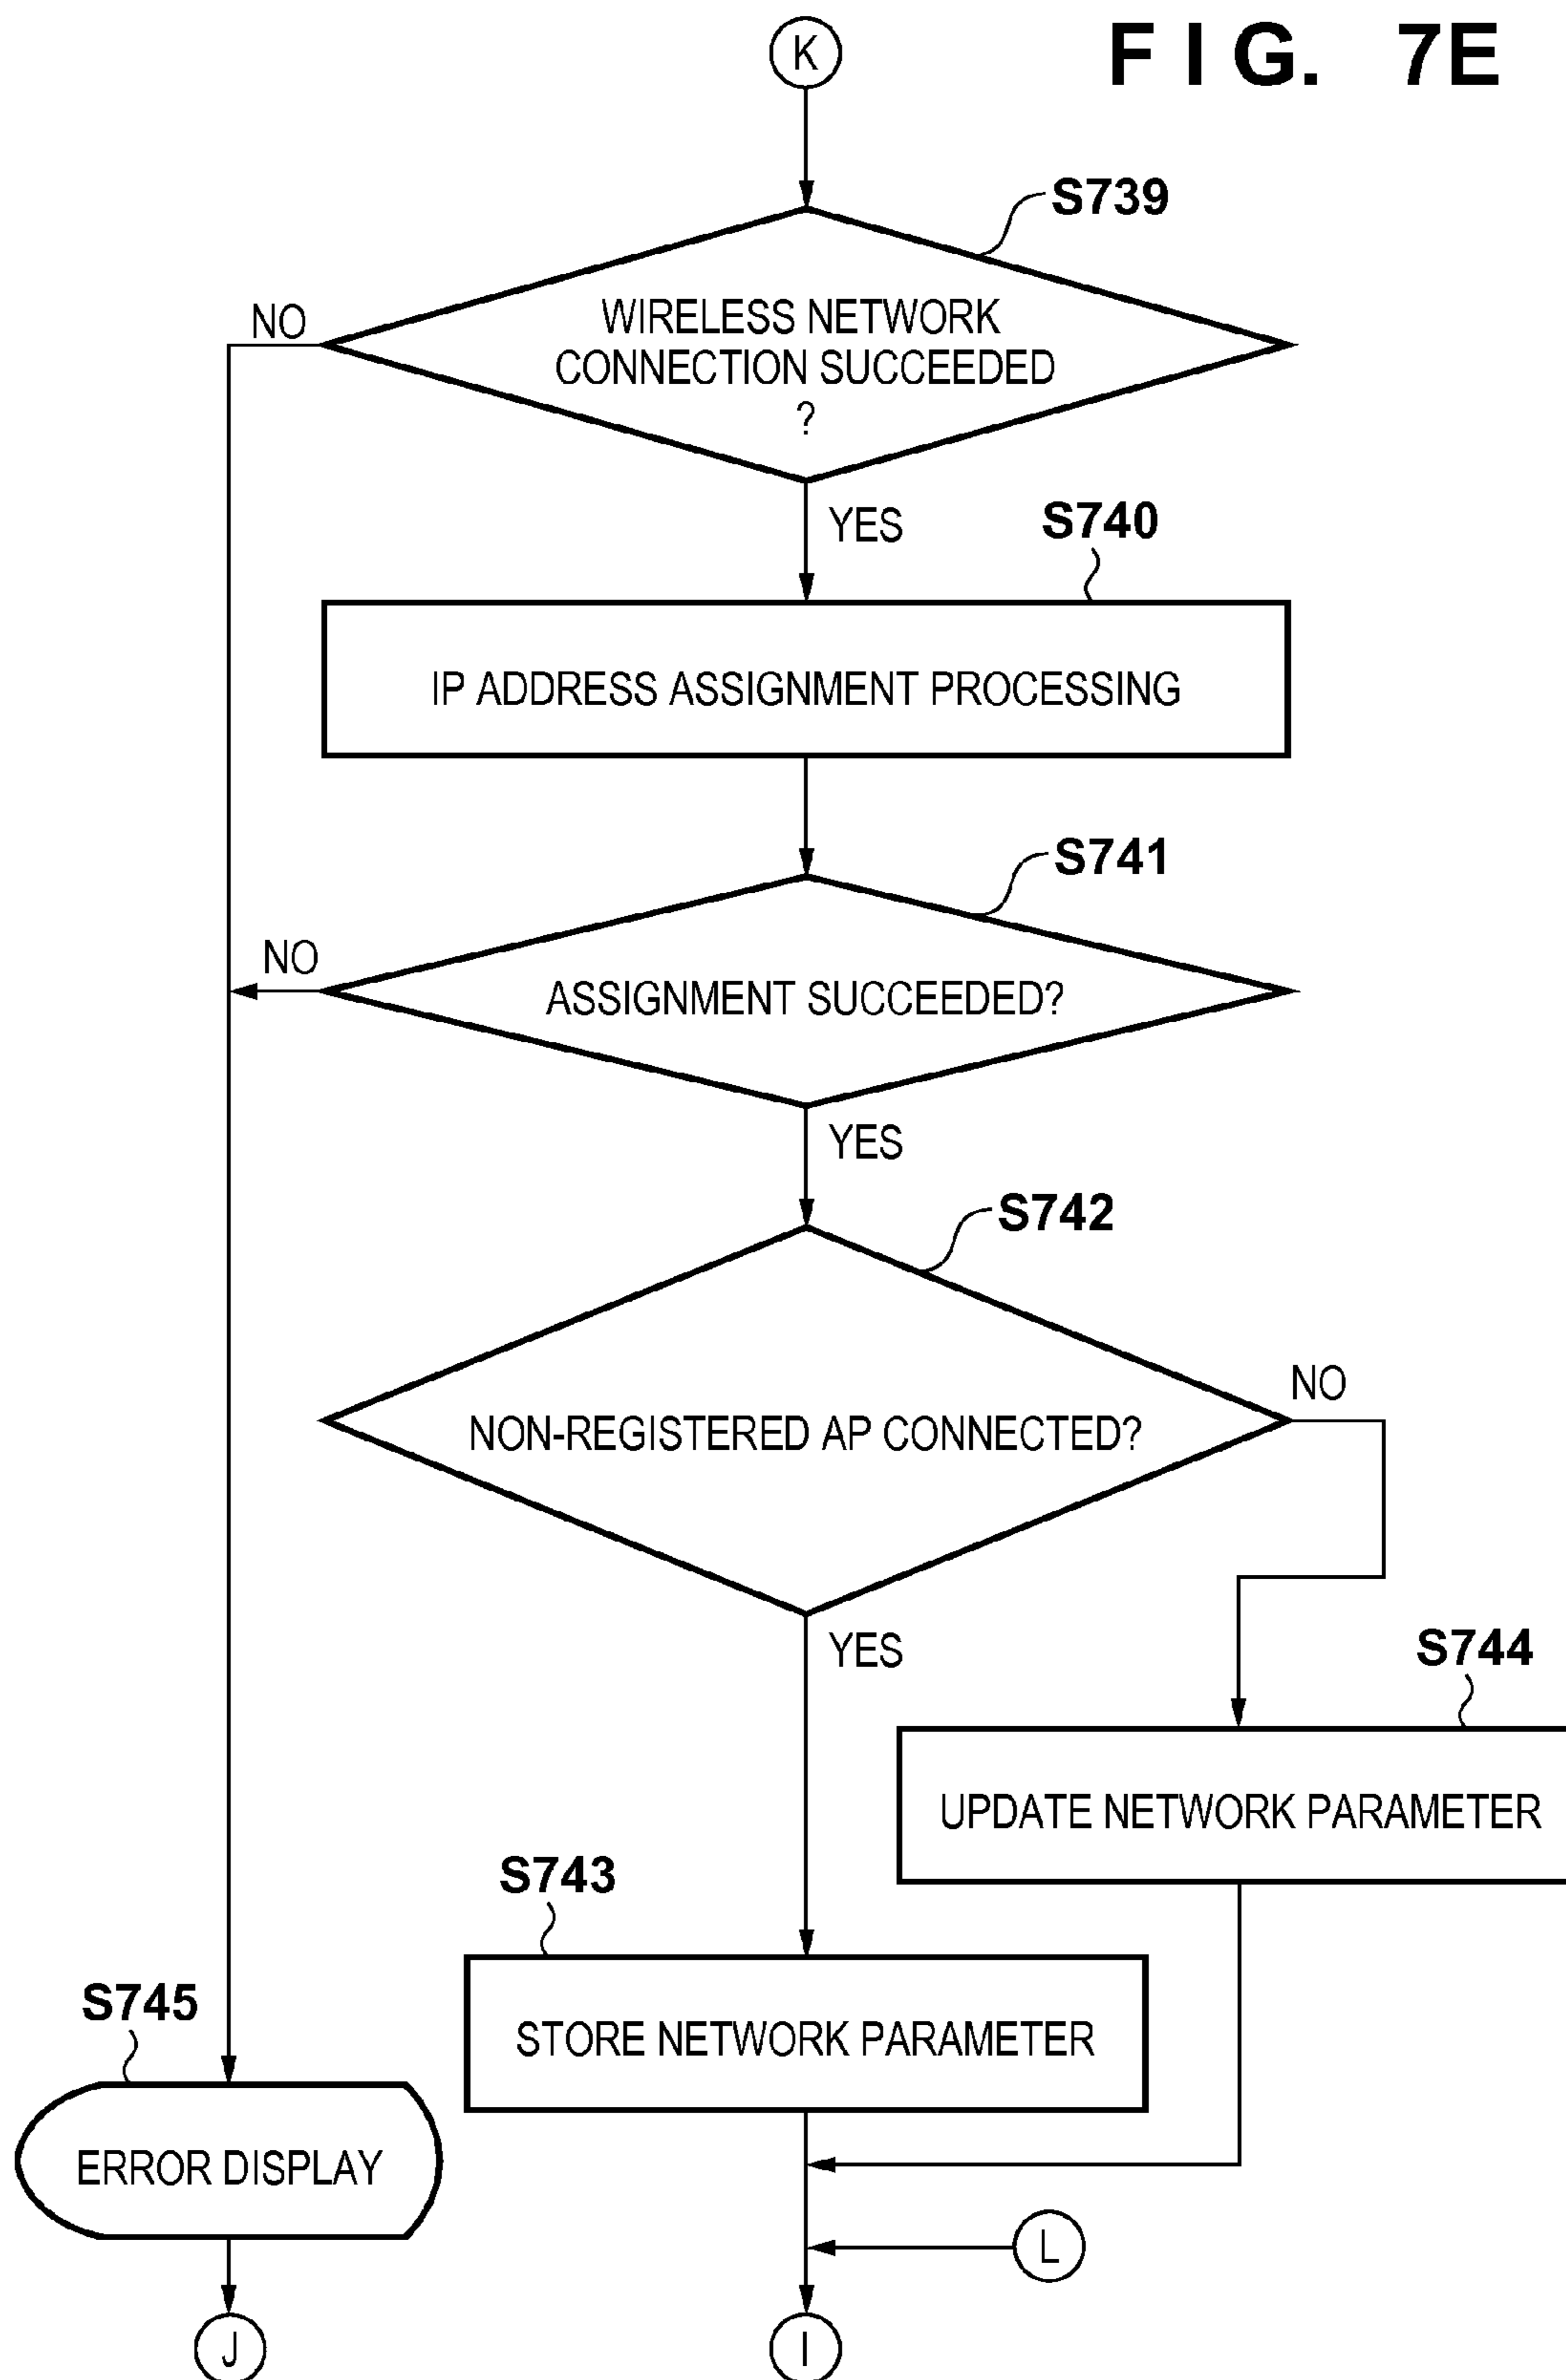 FIG. 7E
K
S739
WIRELESS NETWORK
CONNECTION SUCCEEDED
?
NO
YES
S740
IP ADDRESS ASSIGNMENT PROCESSING
S741
NO
ASSIGNMENT SUCCEEDED?
YES
S742
NO
NON-REGISTERED AP CONNECTED?
YES
S744
UPDATE NETWORK PARAMETER
S743
STORE NETWORK PARAMETER
S745
ERROR DISPLAY
L
J
I